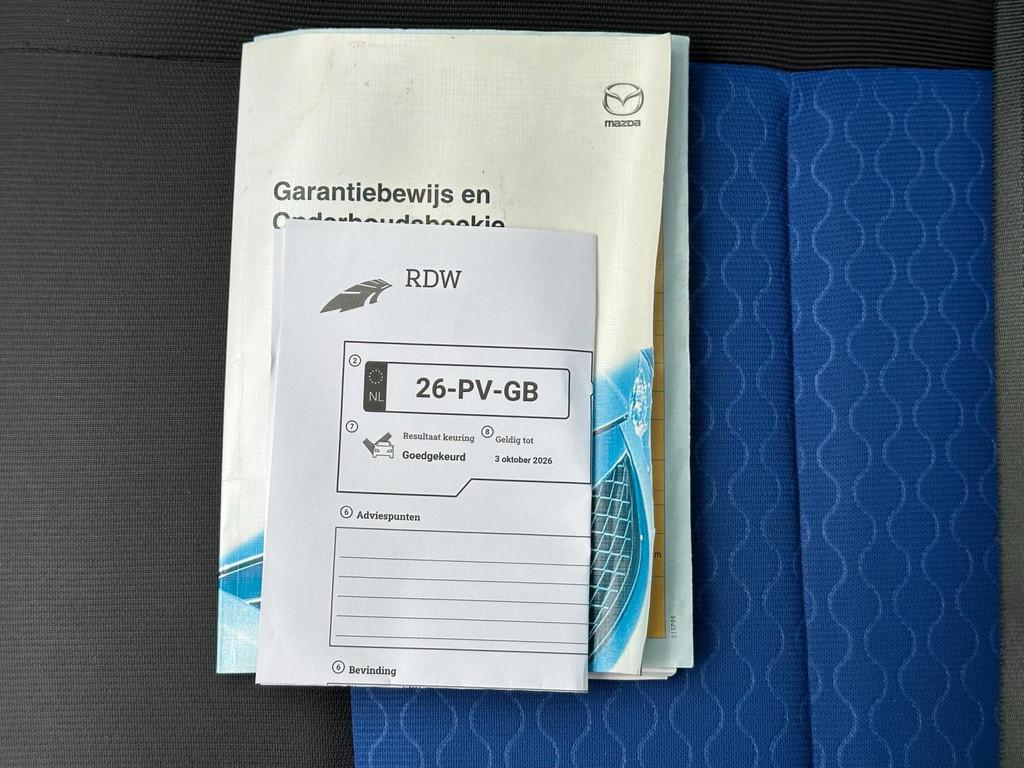 mazda
Garantiebewijs en
Onderhoudsboekje
RDW
2
NL
26-PV-GB
7
Resultaat keuring
8
Geldig tot
Goedgekeurd
3 oktober 2026
6 Adviespunten
6 Bevinding